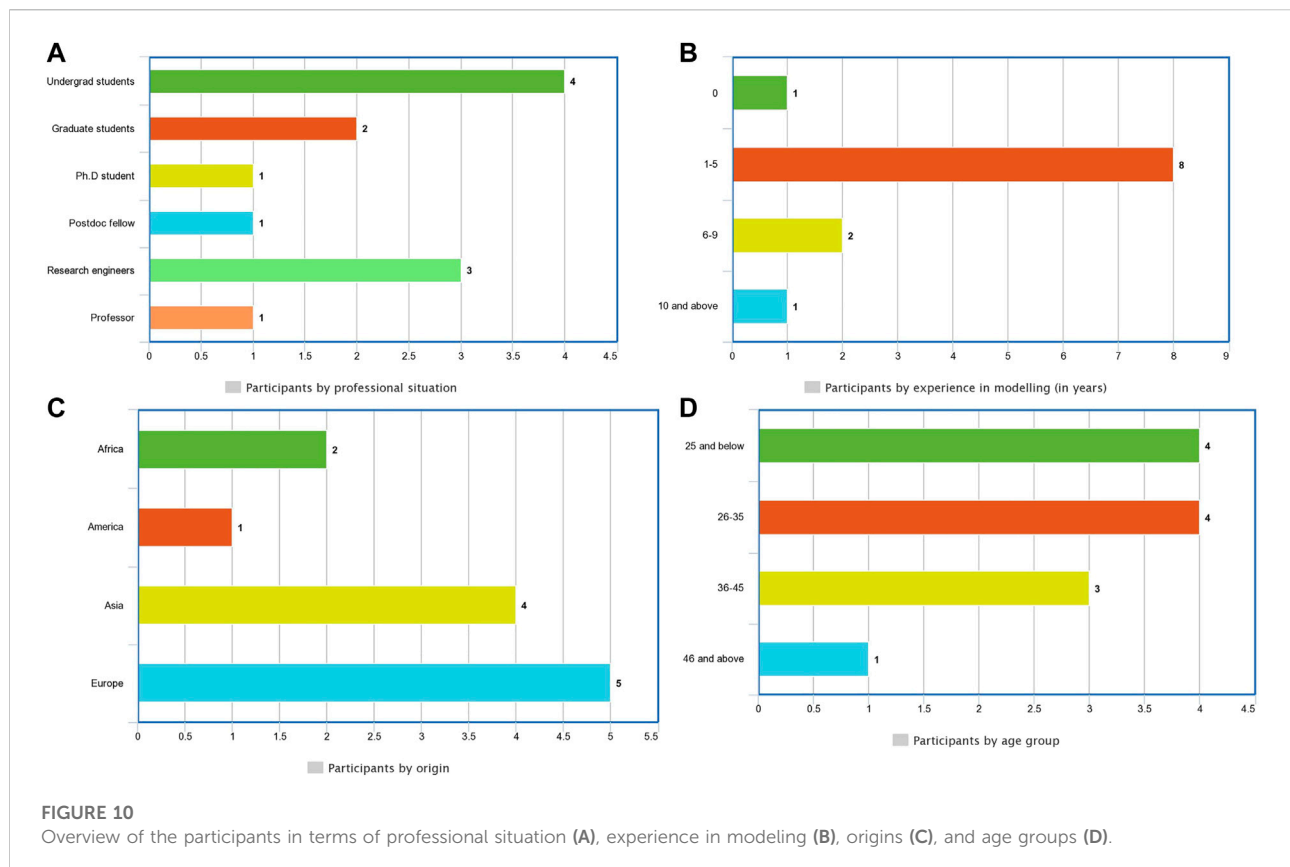 A
Undergrad students
4
Graduate students
2
Ph.D student
1
Postdoc fellow
1
Research engineers
3
Professor
1
0 0.5 1 1.5 2 2.5 3 3.5 4 4.5
Participants by professional situation
B
0
1
1-5
8
6-9
2
10 and above
1
0 1 2 3 4 5 6 7 8 9
Participants by experience in modelling (in years)
C
Africa
2
America
1
Asia
4
Europe
5
0 0.5 1 1.5 2 2.5 3 3.5 4 4.5 5 5.5
Participants by origin
D
25 and below
4
26-35
4
36-45
3
46 and above
1
0 0.5 1 1.5 2 2.5 3 3.5 4 4.5
Participants by age group
FIGURE 10
Overview of the participants in terms of professional situation (A), experience in modeling (B), origins (C), and age groups (D).